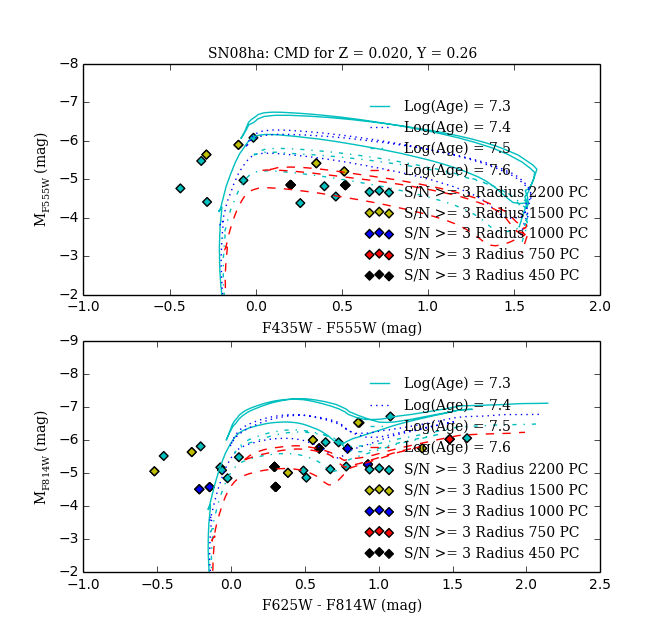 SN08ha: CMD for Z = 0.020, Y = 0.26
−8
−7
−6
−5
−4
−3
−2
M_F555W (mag)
Log(Age) = 7.3
Log(Age) = 7.4
Log(Age) = 7.5
Log(Age) = 7.6
S/N >= 3 Radius 2200 PC
S/N >= 3 Radius 1500 PC
S/N >= 3 Radius 1000 PC
S/N >= 3 Radius 750 PC
S/N >= 3 Radius 450 PC
−1.0 −0.5 0.0 0.5 1.0 1.5 2.0
F435W - F555W (mag)
−9
−8
−7
−6
−5
−4
−3
−2
M_F814W (mag)
Log(Age) = 7.3
Log(Age) = 7.4
Log(Age) = 7.5
Log(Age) = 7.6
S/N >= 3 Radius 2200 PC
S/N >= 3 Radius 1500 PC
S/N >= 3 Radius 1000 PC
S/N >= 3 Radius 750 PC
S/N >= 3 Radius 450 PC
−1.0 −0.5 0.0 0.5 1.0 1.5 2.0 2.5
F625W - F814W (mag)